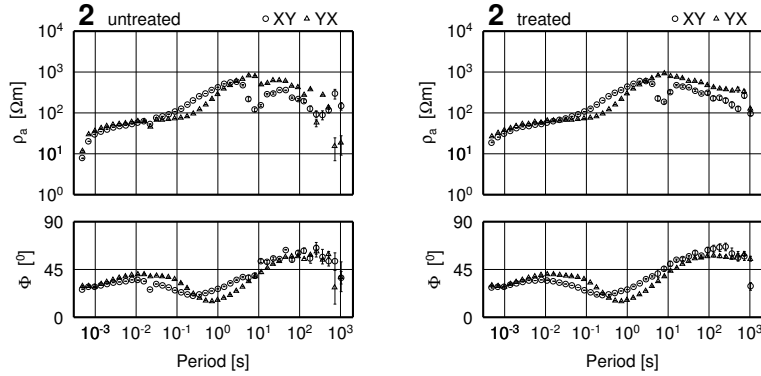 2 untreated ○ XY △ YX
10⁴
10³
10²
10¹
10⁰
ρₐ [Ωm]
90
45
0
Φ [⁰]
10⁻³ 10⁻² 10⁻¹ 10⁰ 10¹ 10² 10³
Period [s]
2 treated ○ XY △ YX
10⁴
10³
10²
10¹
10⁰
ρₐ [Ωm]
90
45
0
Φ [⁰]
10⁻³ 10⁻² 10⁻¹ 10⁰ 10¹ 10² 10³
Period [s]